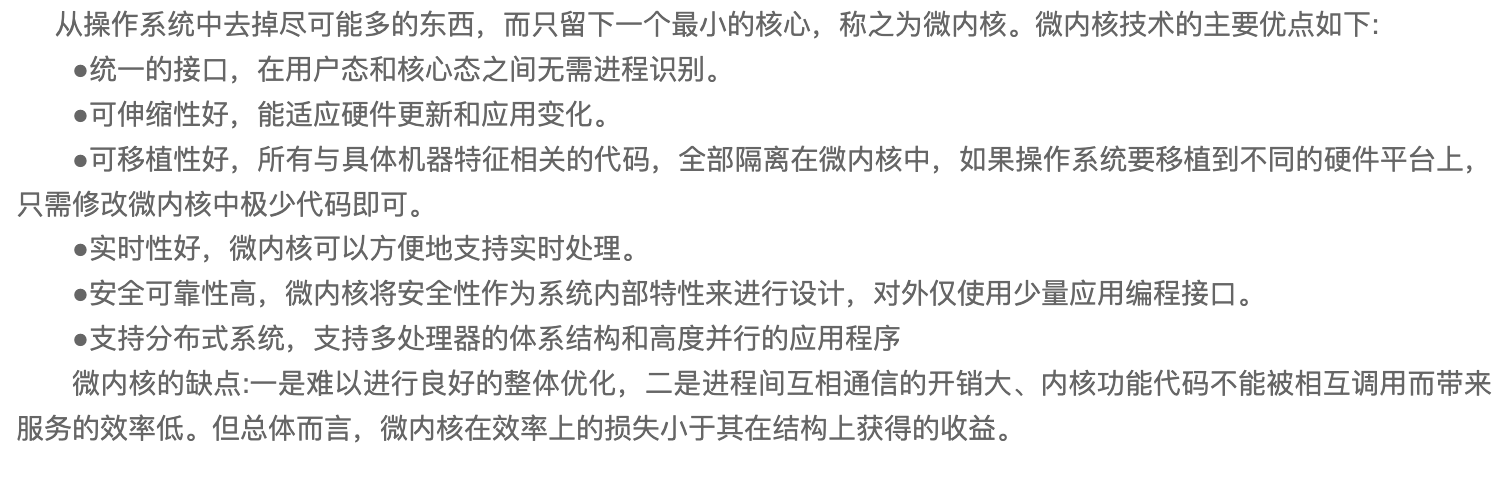 从操作系统中去掉尽可能多的东西，而只留下一个最小的核心，称之为微内核。微内核技术的主要优点如下:
●统一的接口，在用户态和核心态之间无需进程识别。
●可伸缩性好，能适应硬件更新和应用变化。
●可移植性好，所有与具体机器特征相关的代码，全部隔离在微内核中，如果操作系统要移植到不同的硬件平台上，
只需修改微内核中极少代码即可。
●实时性好，微内核可以方便地支持实时处理。
●安全可靠性高，微内核将安全性作为系统内部特性来进行设计，对外仅使用少量应用编程接口。
●支持分布式系统，支持多处理器的体系结构和高度并行的应用程序
微内核的缺点:一是难以进行良好的整体优化，二是进程间互相通信的开销大、内核功能代码不能被相互调用而带来
服务的效率低。但总体而言，微内核在效率上的损失小于其在结构上获得的收益。